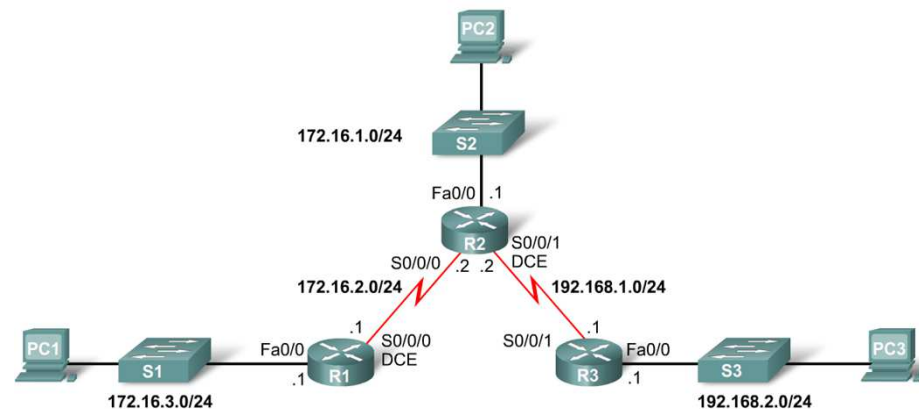 PC2
S2
172.16.1.0/24
Fa0/0 .1
R2
S0/0/0 .2 .2 S0/0/1
DCE
172.16.2.0/24
192.168.1.0/24
.1 S0/0/0
DCE
S0/0/1 .1
PC1
S1
Fa0/0
.1
R1
172.16.3.0/24
R3
Fa0/0
.1
S3
PC3
192.168.2.0/24